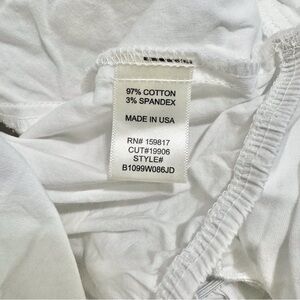 97% COTTON
3% SPANDEX
MADE IN USA
RN# 159817
CUT#19906
STYLE#
B1099W086JD